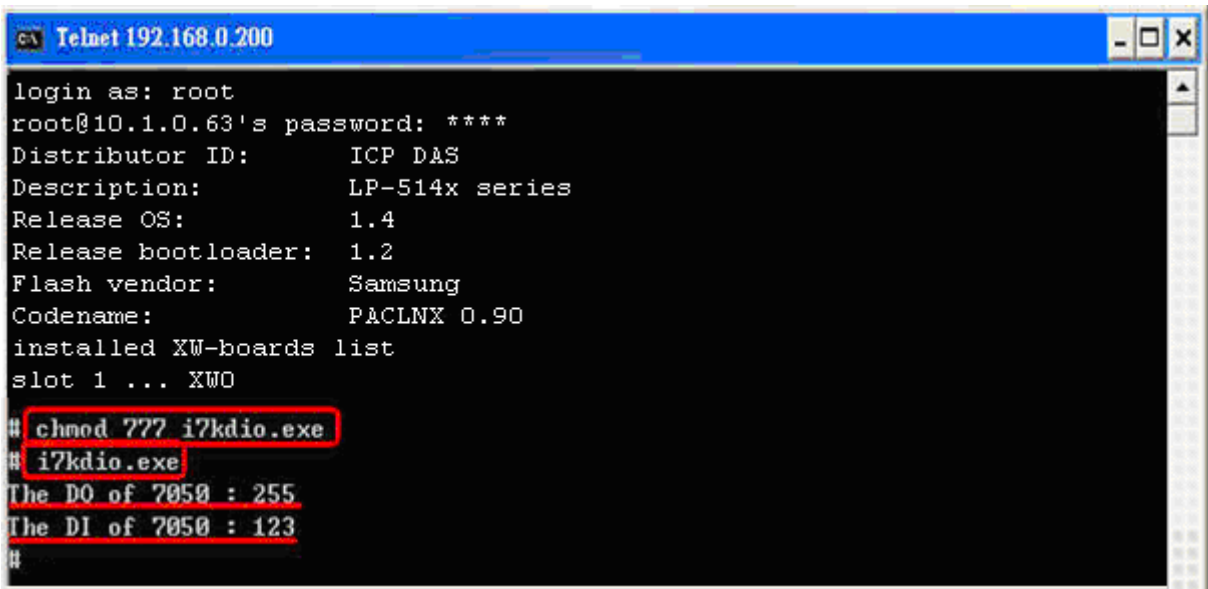 Telnet 192.168.0.200
login as: root
root@10.1.0.63's password: ****
Distributor ID: ICP DAS
Description: LP-514x series
Release OS: 1.4
Release bootloader: 1.2
Flash vendor: Samsung
Codename: PACLNX 0.90
installed XW-boards list
slot 1 ... XW0
# chmod 777 i7kdio.exe
# i7kdio.exe
The DO of 7050 : 255
The DI of 7050 : 123
#